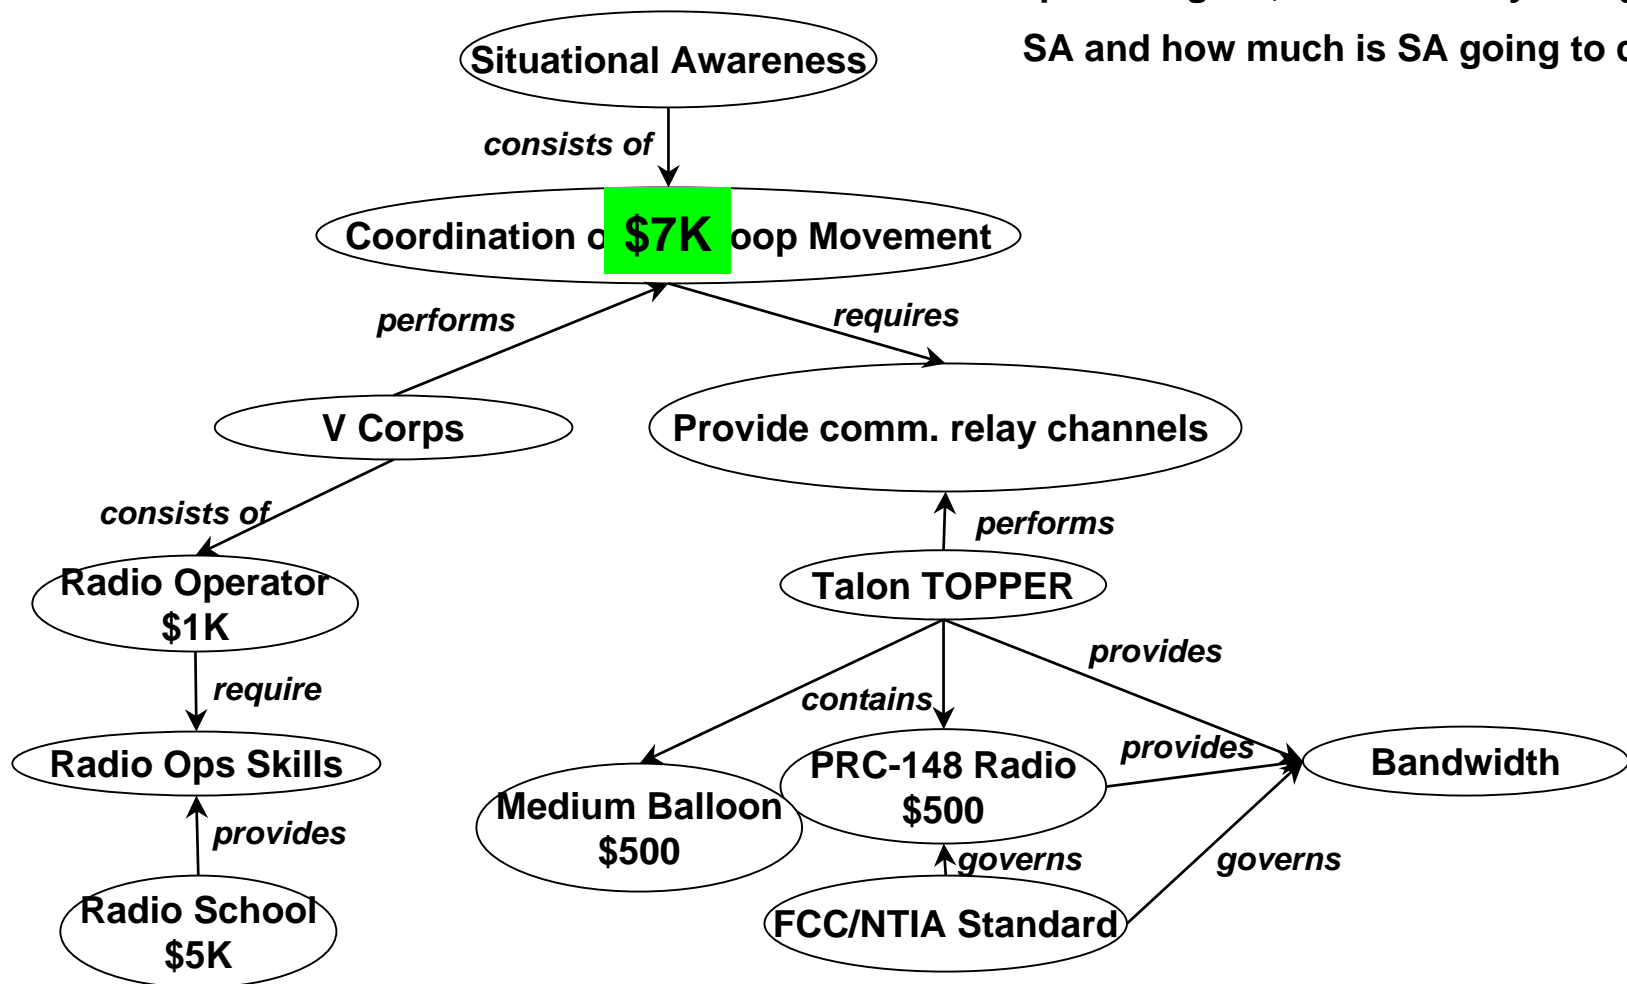 SA and how much is SA going to
Situational Awareness
consists of
Coordination $7K Movement
performs
requires
V Corps
Provide comm. relay channels
consists of
performs
Radio Operator
$1K
Talon TOPPER
require
contains
provides
Radio Ops Skills
Medium Balloon
$500
PRC-148 Radio
$500
provides
Bandwidth
provides
governs
governs
Radio School
$5K
FCC/NTIA Standard